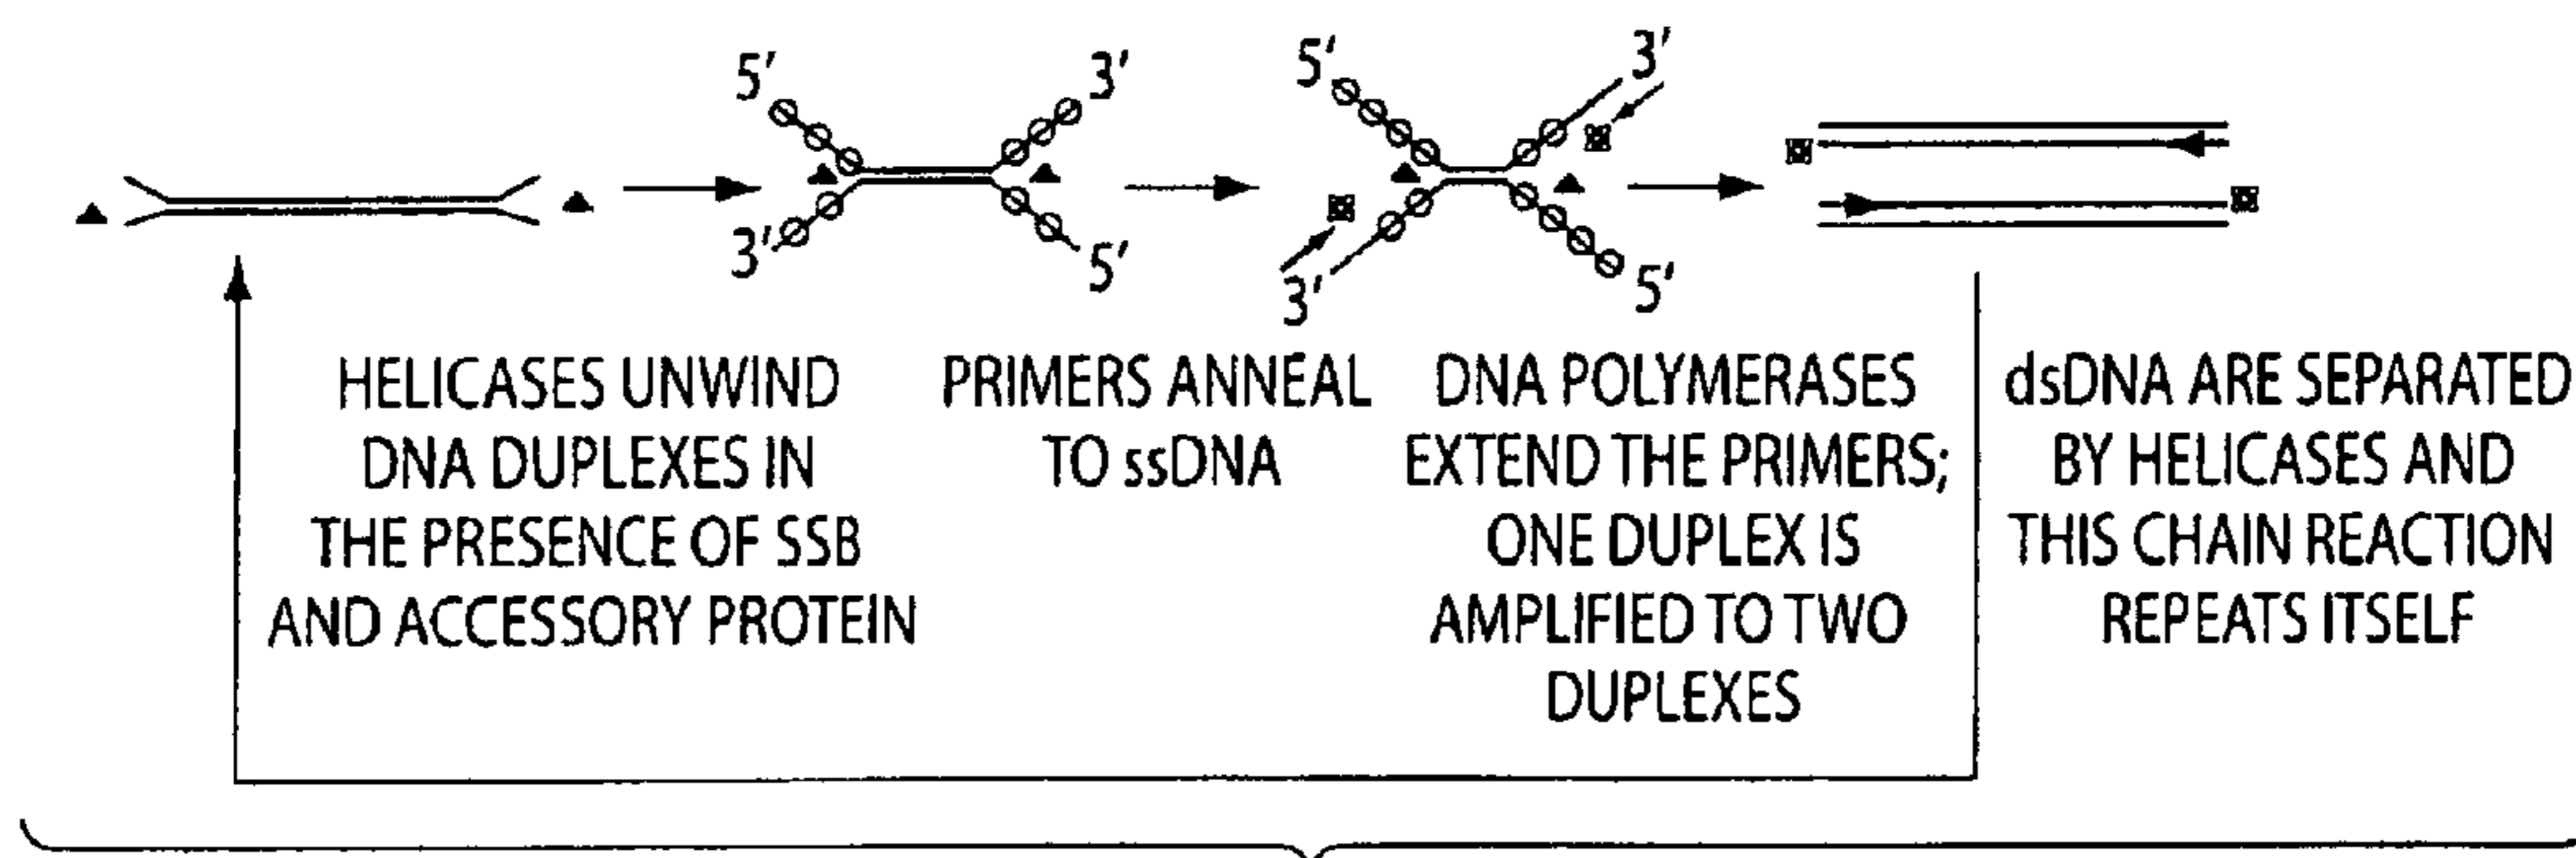 5'
3'
3'
5'
5'
3'
3'
5'
HELICASES UNWIND
DNA DUPLEXES IN
THE PRESENCE OF SSB
AND ACCESSORY PROTEIN
PRIMERS ANNEAL
TO ssDNA
DNA POLYMERASES
EXTEND THE PRIMERS;
ONE DUPLEX IS
AMPLIFIED TO TWO
DUPLEXES
dsDNA ARE SEPARATED
BY HELICASES AND
THIS CHAIN REACTION
REPEATS ITSELF